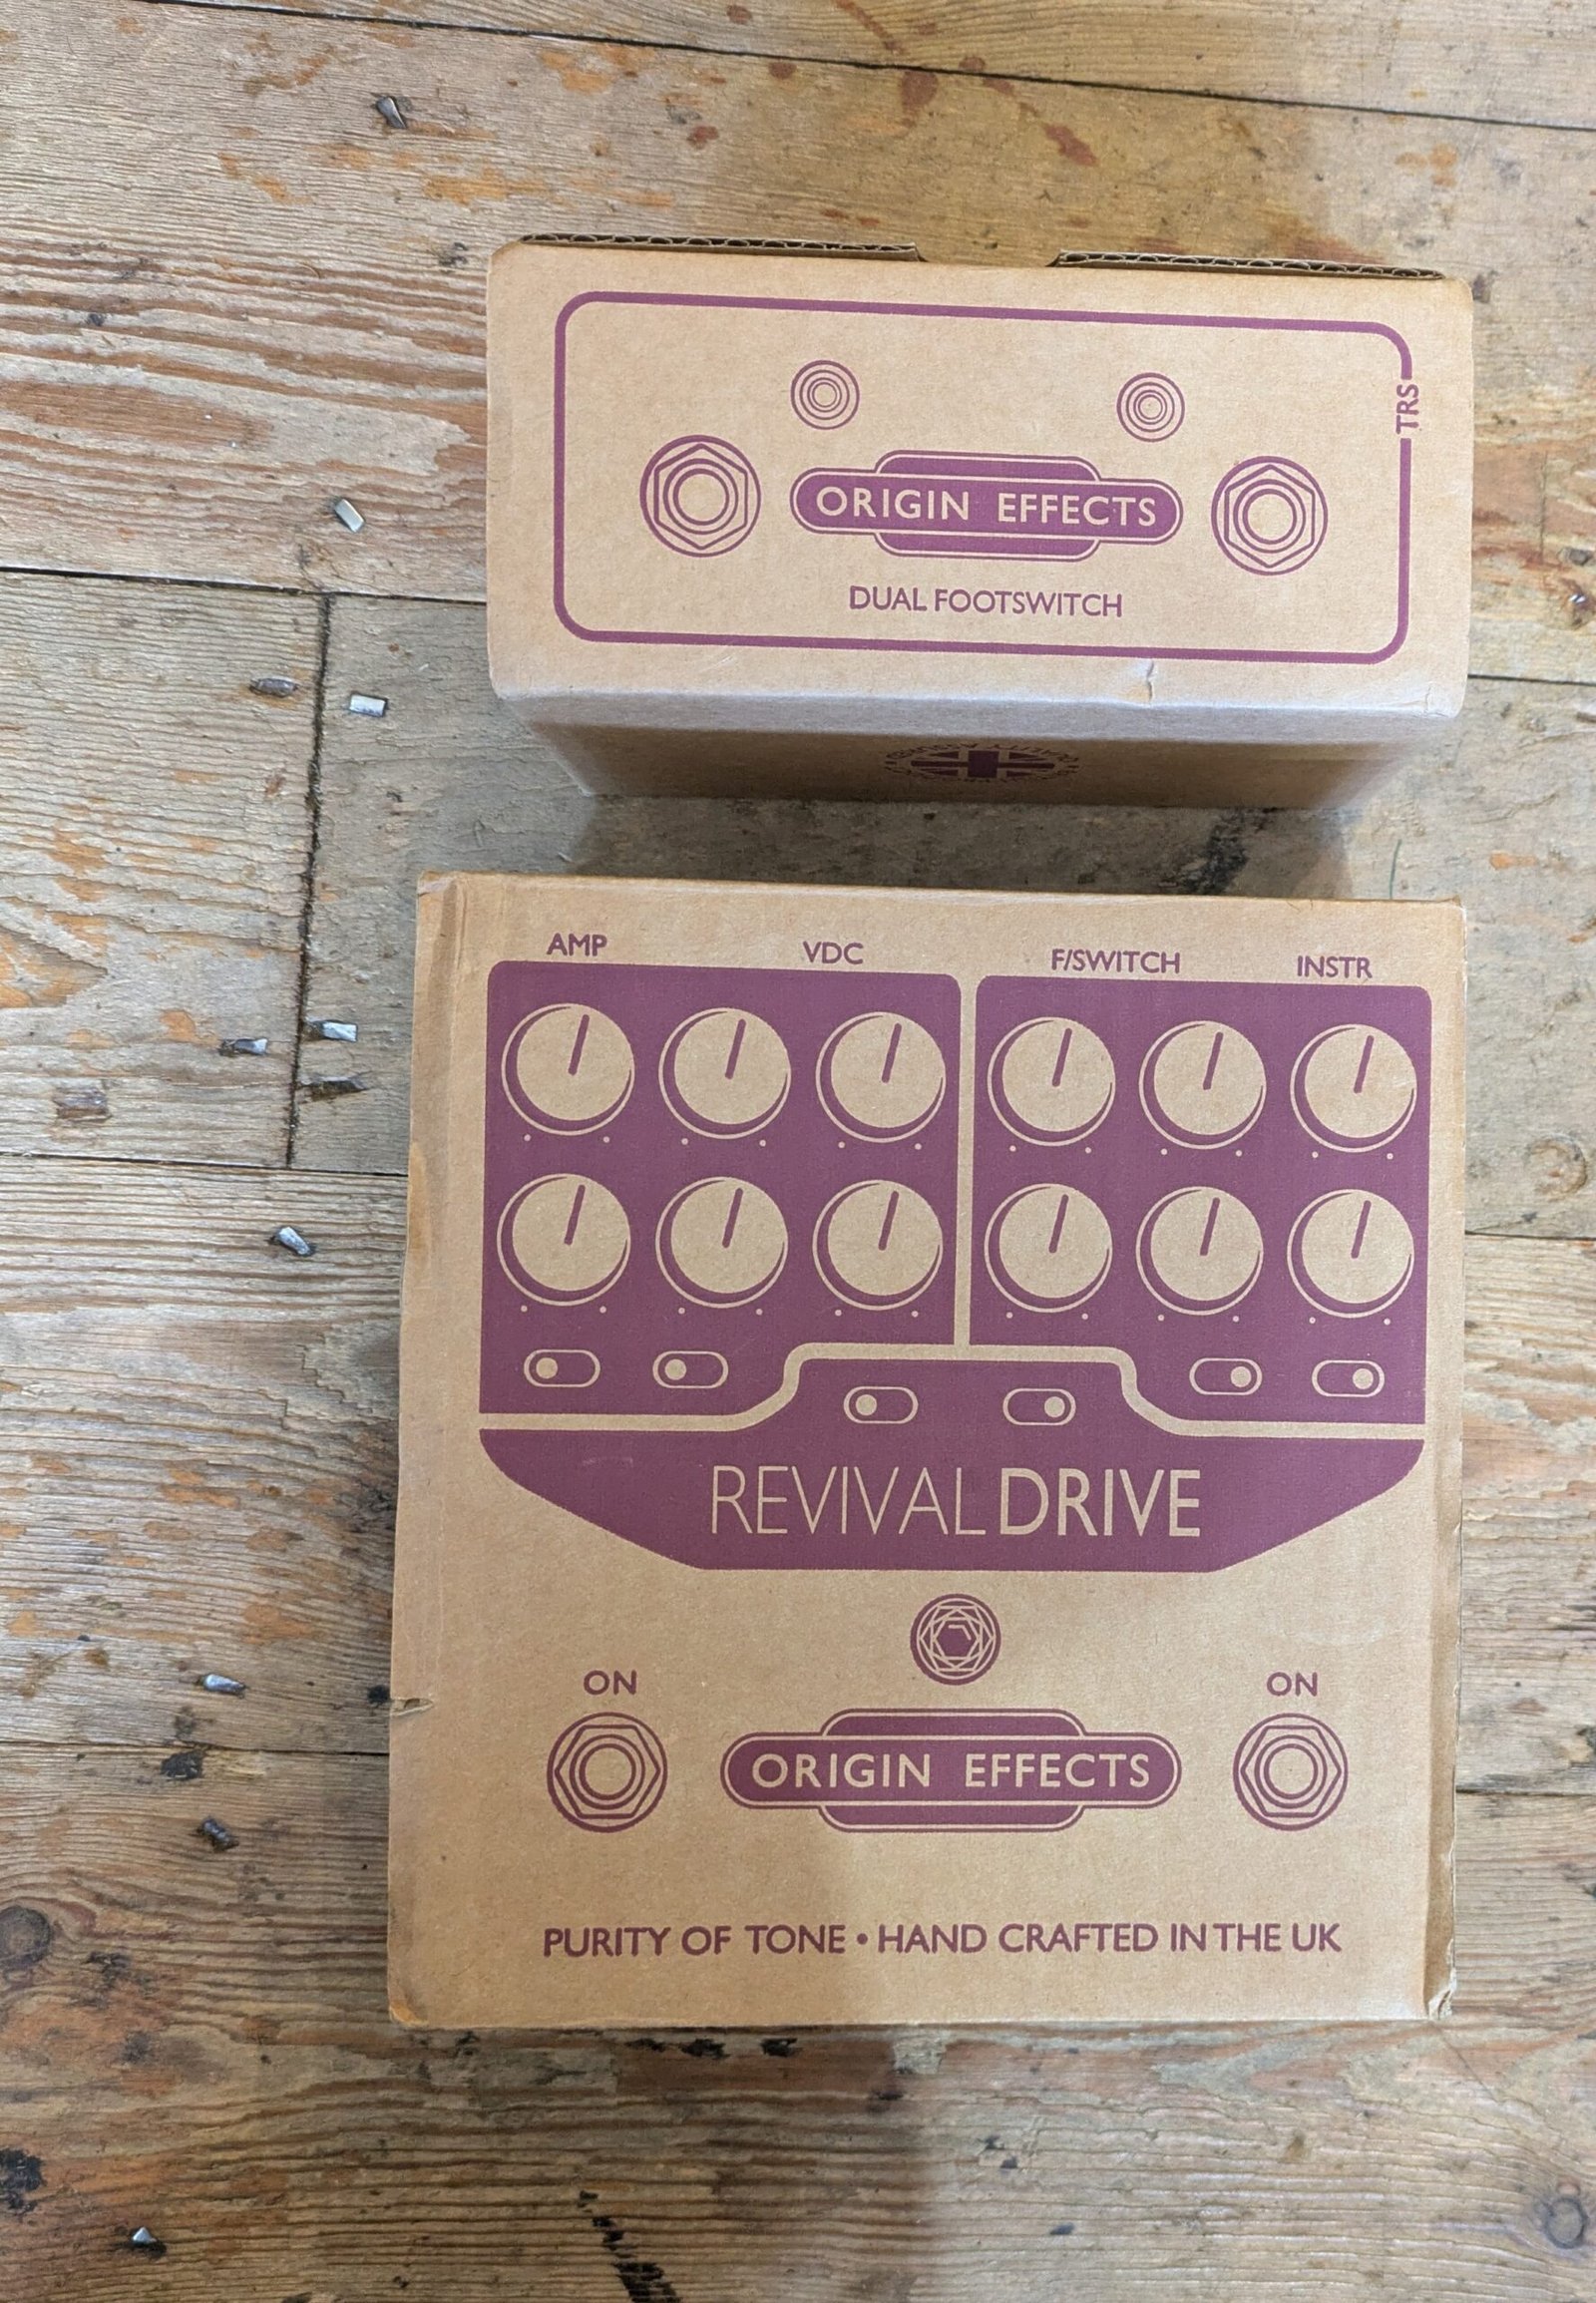 TRS
ORIGIN EFFECTS
DUAL FOOTSWITCH
AMP VDC F/SWITCH INSTR
REVIVALDRIVE
ON ON
ORIGIN EFFECTS
PURITY OF TONE • HAND CRAFTED IN THE UK